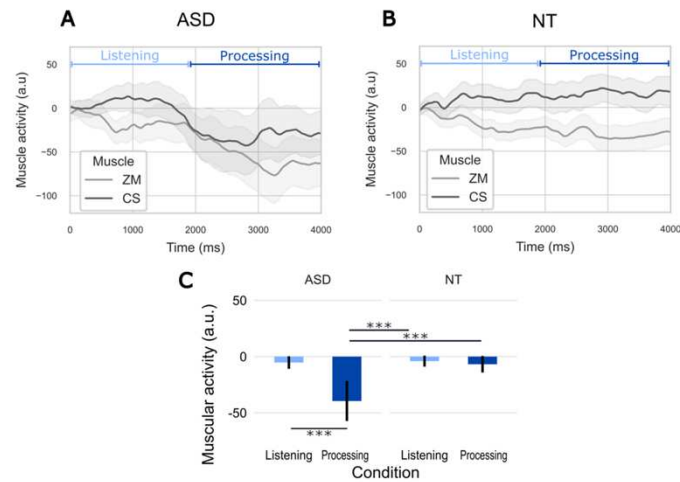 A
ASD
Listening
Processing
50
0
−50
−100
Muscle activity (a.u)
Muscle
ZM
CS
0
1000
2000
3000
4000
Time (ms)
B
NT
Listening
Processing
50
0
−50
−100
Muscle activity (a.u)
Muscle
ZM
CS
0
1000
2000
3000
4000
Time (ms)
C
ASD
NT
50
0
-50
Muscular activity (a.u.)
***
***
***
Listening
Processing
Listening
Processing
Condition